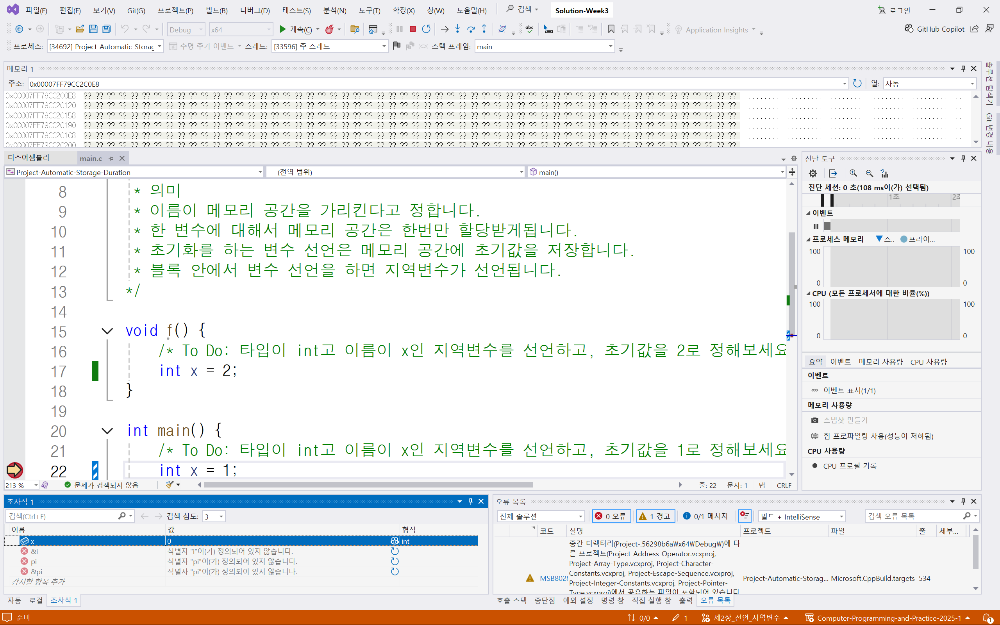 파일(F) 편집(E) 보기(V) Git(G) 프로젝트(P) 빌드(B) 디버그(D) 테스트(S) 분석(N) 도구(T) 확장(X) 창(W) 도움말(H) 검색 Solution-Week3 로그인
Debug x64 계속(C) abc Application Insights GitHub Copilot
프로세스: [34692] Project-Automatic-Storag 수명 주기 이벤트 스레드: [33596] 주 스레드 스택 프레임: main
메모리 1
주소: 0x00007FF79CC2C0E8 열: 자동
0x00007FF79CC2C0E8 ?? ?? ?? ?? ?? ?? ?? ?? ?? ?? ?? ?? ?? ?? ?? ?? ?? ?? ?? ?? ?? ?? ?? ?? ?? ?? ?? ?? ?? ?? ?? ?? ?? ?? ?? ?? ?? ?? ?? ?? ?? ?? ?? ?? ?? ?? ?? ?? ?? ?? ?? ?? ?? ?? ?? ?? ........................................................
0x00007FF79CC2C120 ?? ?? ?? ?? ?? ?? ?? ?? ?? ?? ?? ?? ?? ?? ?? ?? ?? ?? ?? ?? ?? ?? ?? ?? ?? ?? ?? ?? ?? ?? ?? ?? ?? ?? ?? ?? ?? ?? ?? ?? ?? ?? ?? ?? ?? ?? ?? ?? ?? ?? ?? ?? ?? ?? ?? ?? ........................................................
0x00007FF79CC2C158 ?? ?? ?? ?? ?? ?? ?? ?? ?? ?? ?? ?? ?? ?? ?? ?? ?? ?? ?? ?? ?? ?? ?? ?? ?? ?? ?? ?? ?? ?? ?? ?? ?? ?? ?? ?? ?? ?? ?? ?? ?? ?? ?? ?? ?? ?? ?? ?? ?? ?? ?? ?? ?? ?? ?? ?? ........................................................
0x00007FF79CC2C190 ?? ?? ?? ?? ?? ?? ?? ?? ?? ?? ?? ?? ?? ?? ?? ?? ?? ?? ?? ?? ?? ?? ?? ?? ?? ?? ?? ?? ?? ?? ?? ?? ?? ?? ?? ?? ?? ?? ?? ?? ?? ?? ?? ?? ?? ?? ?? ?? ?? ?? ?? ?? ?? ?? ?? ?? ........................................................
0x00007FF79CC2C1C8 ?? ?? ?? ?? ?? ?? ?? ?? ?? ?? ?? ?? ?? ?? ?? ?? ?? ?? ?? ?? ?? ?? ?? ?? ?? ?? ?? ?? ?? ?? ?? ?? ?? ?? ?? ?? ?? ?? ?? ?? ?? ?? ?? ?? ?? ?? ?? ?? ?? ?? ?? ?? ?? ?? ?? ?? ........................................................
0x00007FF79CC2C200 ?? ?? ?? ?? ?? ?? ?? ?? ?? ?? ?? ?? ?? ?? ?? ?? ?? ?? ?? ?? ?? ?? ?? ?? ?? ?? ?? ?? ?? ?? ?? ?? ?? ?? ?? ?? ?? ?? ?? ?? ?? ?? ?? ?? ?? ?? ?? ?? ?? ?? ?? ?? ?? ?? ?? ??
솔루션 탐색기
Git 변경 내용
디스어셈블리 main.c
Project-Automatic-Storage-Duration (전역 범위) main()
8 * 의미
9 * 이름이 메모리 공간을 가리킨다고 정합니다.
10 * 한 변수에 대해서 메모리 공간은 한번만 할당받게됩니다.
11 * 초기화를 하는 변수 선언은 메모리 공간에 초기값을 저장합니다.
12 * 블록 안에서 변수 선언을 하면 지역변수가 선언됩니다.
13 */
14
15 void f() {
16 /* To Do: 타입이 int고 이름이 x인 지역변수를 선언하고, 초기값을 2로 정해보세요
17 int x = 2;
18 }
19
20 int main() {
21 /* To Do: 타입이 int고 이름이 x인 지역변수를 선언하고, 초기값을 1로 정해보세요
22 int x = 1;
213 % 문제가 검색되지 않음 줄: 22 문자: 1 탭 CRLF
진단 도구
진단 세션: 0 초(108 ms이(가) 선택됨)
1초
이벤트
프로세스 메모리 스.. 프라이...
100 100
0 0
CPU (모든 프로세서에 대한 비율(%))
100 100
0 0
요약 이벤트 메모리 사용량 CPU 사용량
이벤트
이벤트 표시(1/1)
메모리 사용량
스냅샷 만들기
힙 프로파일링 사용(성능이 저하됨)
CPU 사용량
CPU 프로필 기록
조사식 1
검색(Ctrl+E) 검색 심도: 3
이름 값 형식
x 0 int
&i 식별자 "i"이(가) 정의되어 있지 않습니다.
pi 식별자 "pi"이(가) 정의되어 있지 않습니다.
&pi 식별자 "pi"이(가) 정의되어 있지 않습니다.
감시할 항목 추가
자동 로컬 조사식 1
오류 목록
전체 솔루션 0 오류 1 경고 0/1 메시지 빌드 + IntelliSense 검색 오류 목록
코드 설명 프로젝트 파일 줄 세부...
중간 디렉터리(Project-.56298b6a₩x64₩Debug₩)에 다
른 프로젝트(Project-Address-Operator.vcxproj,
Project-Array-Type.vcxproj, Project-Character-
MSB8028 Constants.vcxproj, Project-Escape-Sequence.vcxproj, Project-Automatic-Storag... Microsoft.CppBuild.targets 534
Project-Integer-Constants.vcxproj, Project-Pointer-
Type.vcxproj)에서 공유하는 파일이 포함되어 있습니다
호출 스택 중단점 예외 설정 명령 창 직접 실행 창 출력 오류 목록
준비 0/0 1 제2장_선언_지역변수 Computer-Programming-and-Practice-2025-1 1